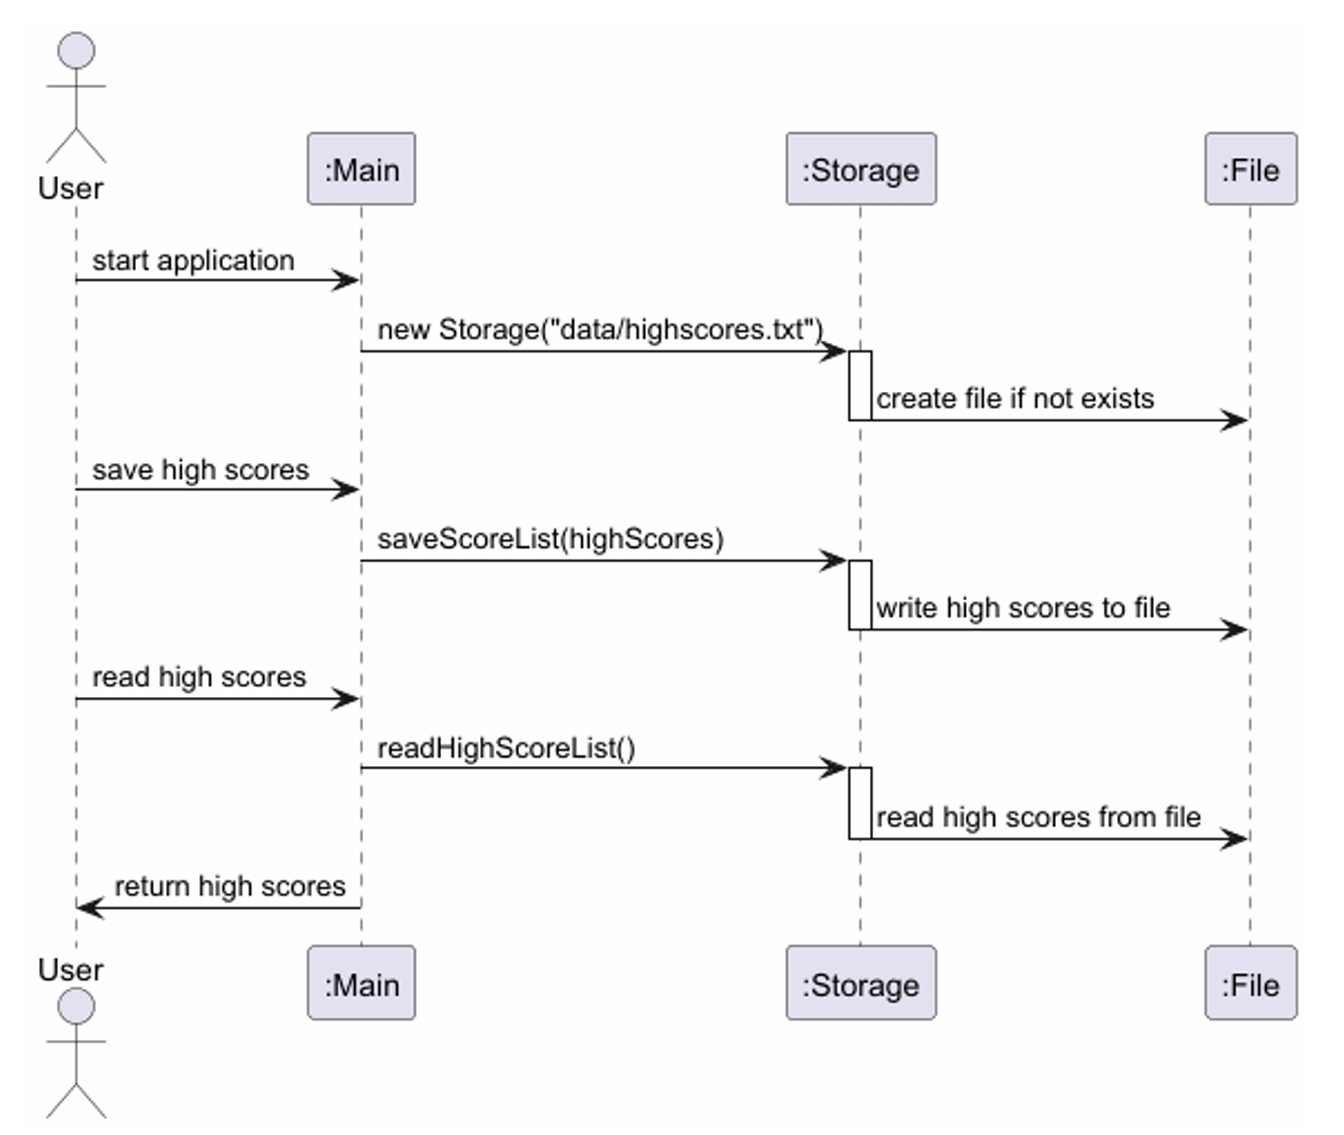 User
:Main
:Storage
:File
start application
new Storage("data/highscores.txt")
create file if not exists
save high scores
saveScoreList(highScores)
write high scores to file
read high scores
readHighScoreList()
read high scores from file
return high scores
User
:Main
:Storage
:File